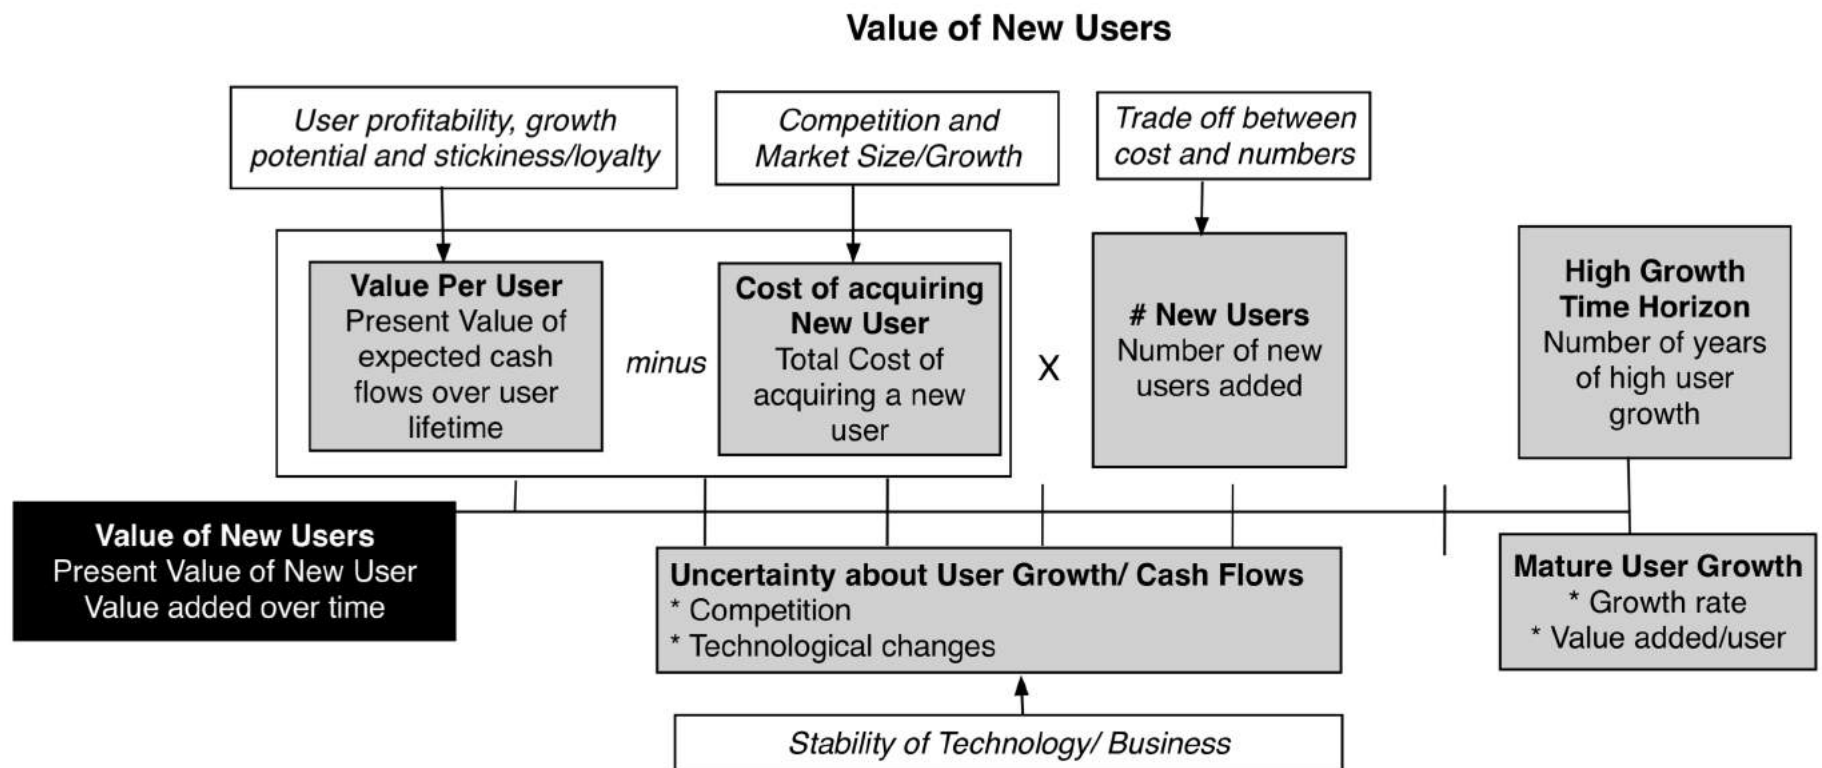 Value of New Users
User profitability, growth
potential and stickiness/loyalty
Competition and
Market Size/Growth
Trade off between
cost and numbers
Value Per User
Present Value of
expected cash
flows over user
lifetime
minus
Cost of acquiring
New User
Total Cost of
acquiring a new
user
X
# New Users
Number of new
users added
High Growth
Time Horizon
Number of years
of high user
growth
Value of New Users
Present Value of New User
Value added over time
Uncertainty about User Growth/ Cash Flows
* Competition
* Technological changes
Mature User Growth
* Growth rate
* Value added/user
Stability of Technology/ Business